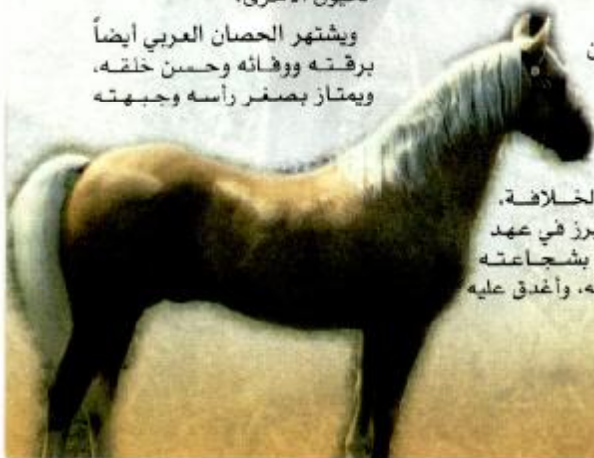 الأخرى.
ويشتهر الحصان العربي أيضاً
برقته ووفائه وحسن خلقه،
ويمتاز بصغر رأسه وجبهته
الخلافة،
برز في عهد
بشجاعته
وأغدق عليه